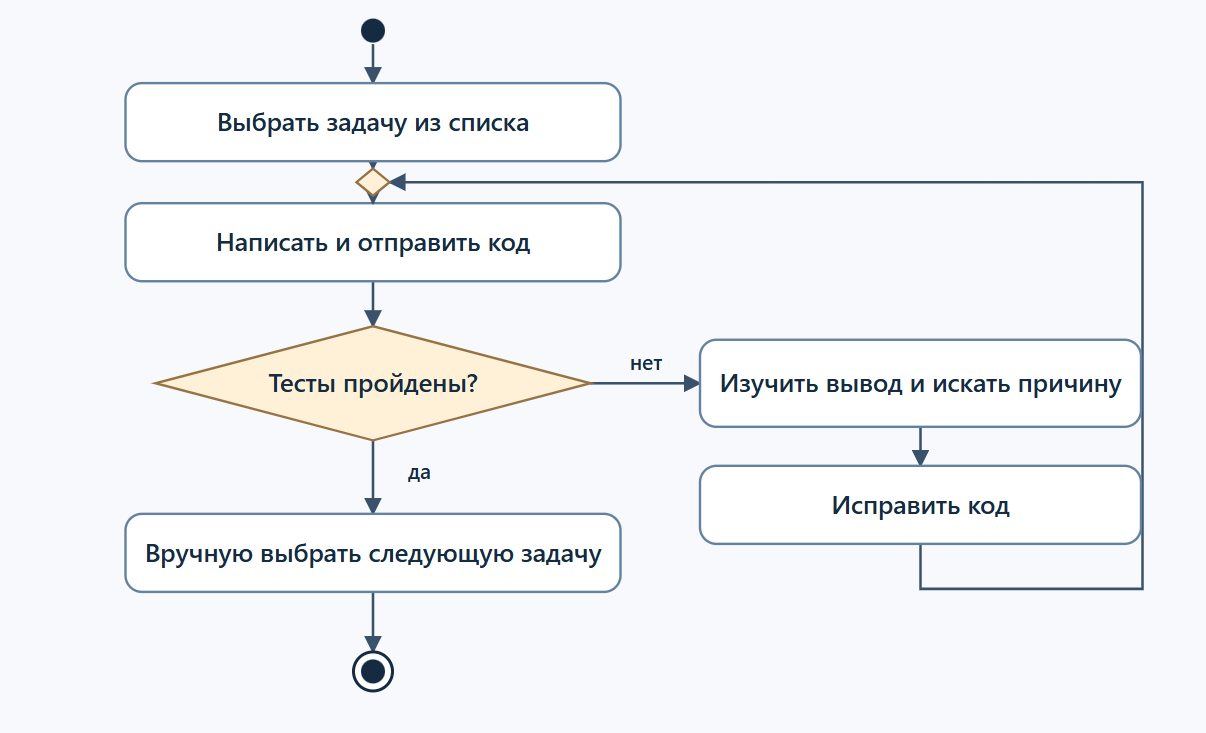 Выбрать задачу из списка
Написать и отправить код
Тесты пройдены?
нет
Изучить вывод и искать причину
да
Исправить код
Вручную выбрать следующую задачу